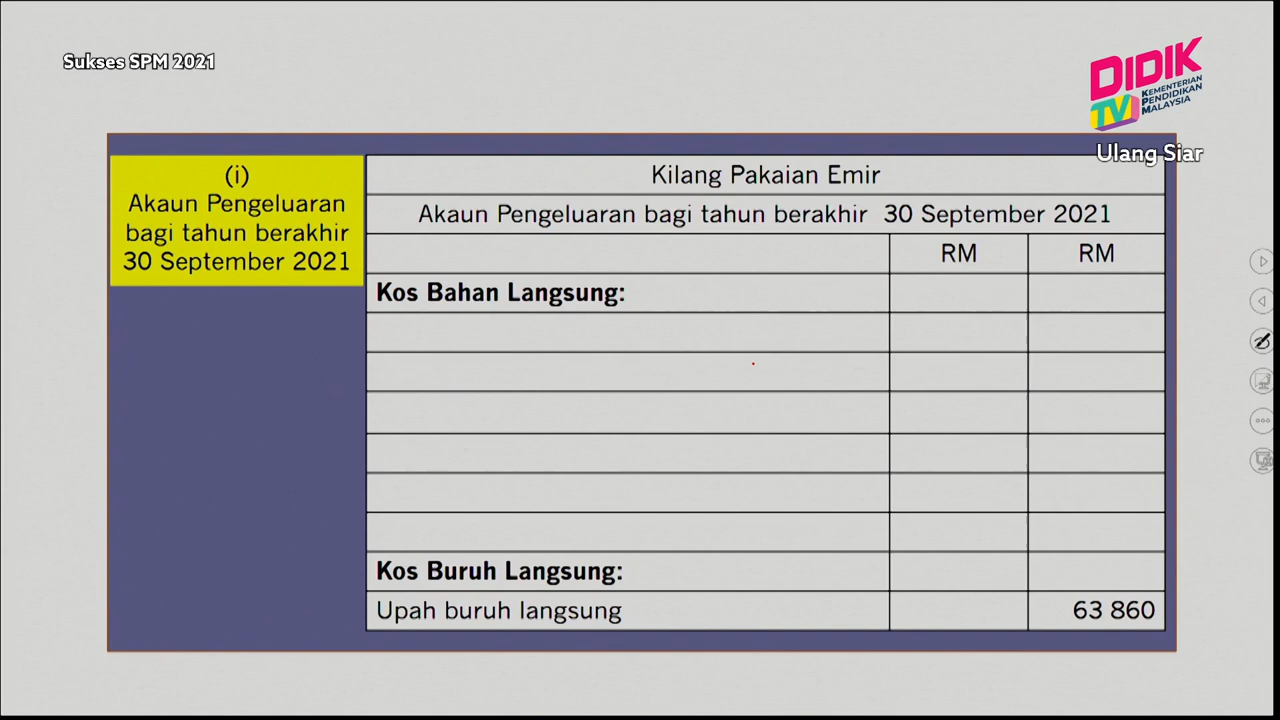 Sukses SPM 2021
DIDIK
TV
KEMENTERIAN
PENDIDIKAN
MALAYSIA
Ulang Siar
(i)
Akaun Pengeluaran
bagi tahun berakhir
30 September 2021
Kilang Pakaian Emir
Akaun Pengeluaran bagi tahun berakhir 30 September 2021
RM RM
Kos Bahan Langsung:
Kos Buruh Langsung:
Upah buruh langsung 63 860